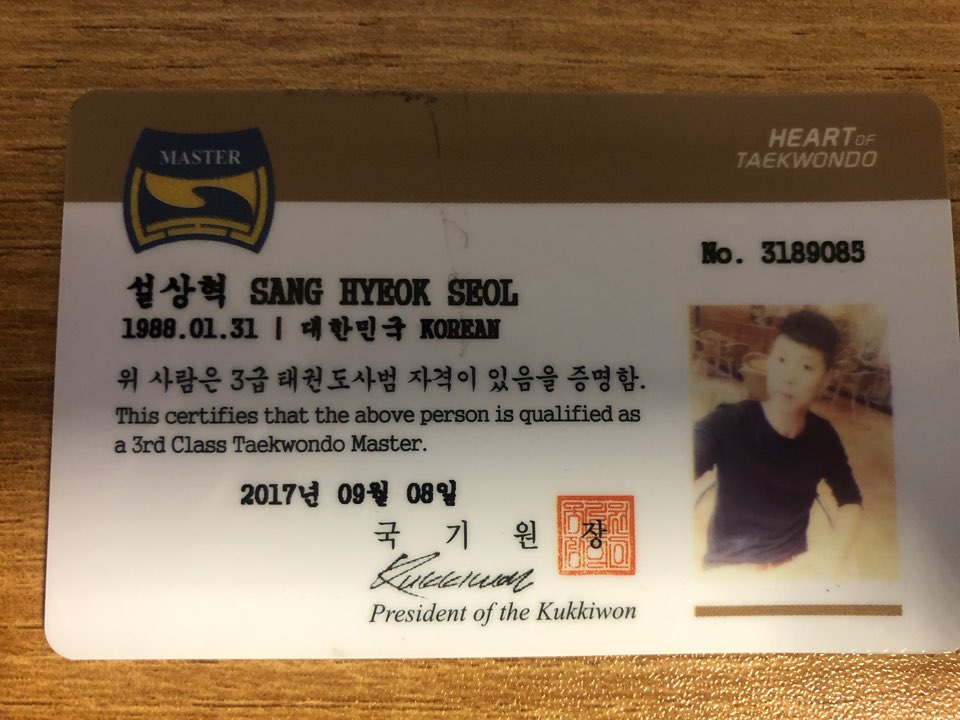 MASTER
HEART OF
TAEKWONDO
No. 3189085
설상혁 SANG HYEOK SEOL
1988.01.31 | 대한민국 KOREAN
위 사람은 3급 태권도사범 자격이 있음을 증명함.
This certifies that the above person is qualified as
a 3rd Class Taekwondo Master.
2017년 09월 08일
국 기 원 장
Kukkiwon
President of the Kukkiwon